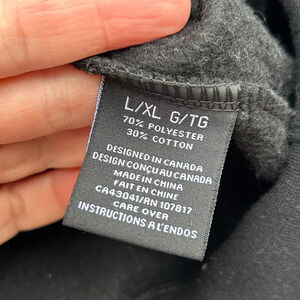 L/XL G/TG
70% POLYESTER
30% COTTON
DESIGNED IN CANADA
DESIGN CONÇU AU CANADA
MADE IN CHINA
FAIT EN CHINE
CA43041/RN 107817
CARE OVER
INSTRUCTIONS A L'ENDOS